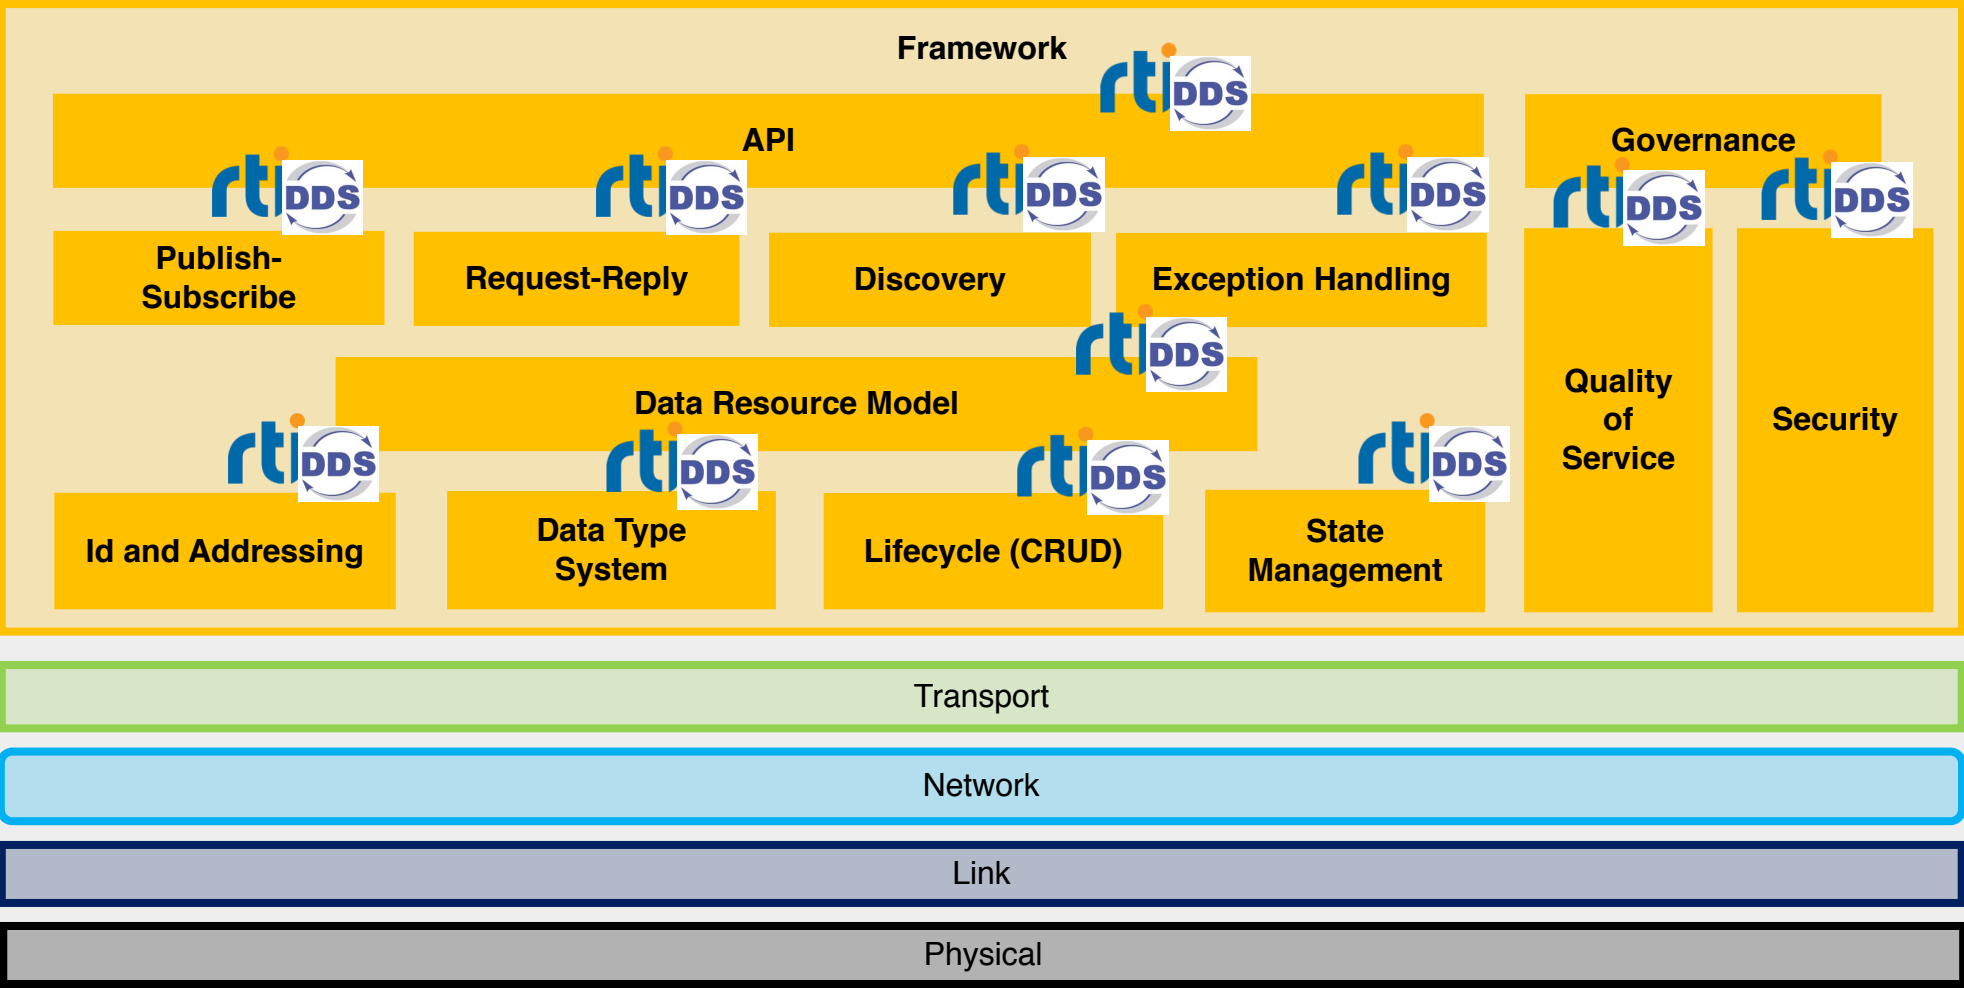 Framework
rti DDS
API
Governance
rti DDS
rti DDS
rti DDS
rti DDS
rti DDS
rti DDS
Publish-
Subscribe
Request-Reply
Discovery
Exception Handling
rti DDS
Data Resource Model
Quality
of
Service
Security
rti DDS
rti DDS
rti DDS
rti DDS
Id and Addressing
Data Type
System
Lifecycle (CRUD)
State
Management
Transport
Network
Link
Physical